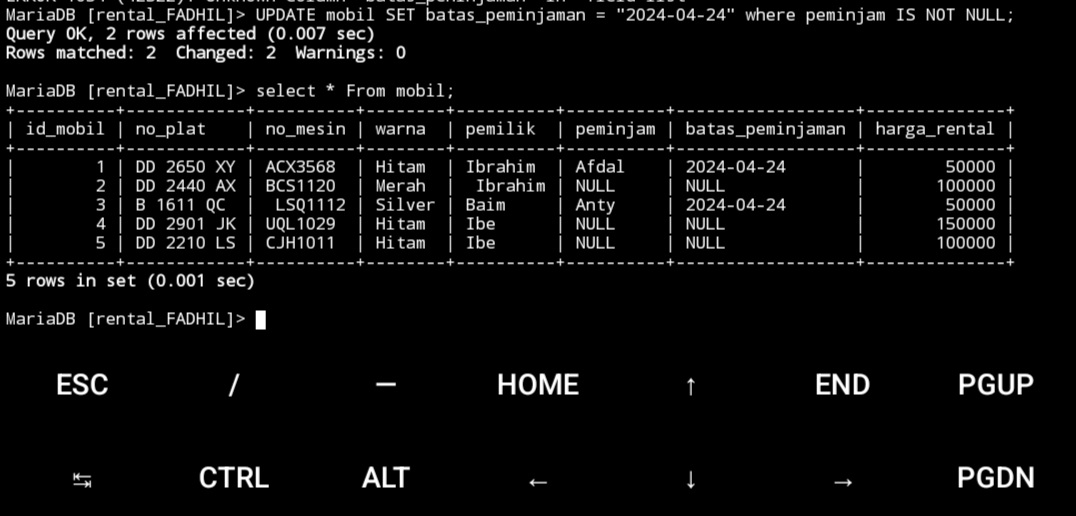 MariaDB [rental_FADHIL]> UPDATE mobil SET batas_peminjaman = "2024-04-24" where peminjam IS NOT NULL;
Query OK, 2 rows affected (0.007 sec)
Rows matched: 2  Changed: 2  Warnings: 0
MariaDB [rental_FADHIL]> select * From mobil;
+----------+------------+----------+--------+----------+----------+------------------+--------------+
| id_mobil | no_plat    | no_mesin | warna  | pemilik  | peminjam | batas_peminjaman | harga_rental |
+----------+------------+----------+--------+----------+----------+------------------+--------------+
|        1 | DD 2650 XY | ACX3568  | Hitam  | Ibrahim  | Afdal    | 2024-04-24       |        50000 |
|        2 | DD 2440 AX | BCS1120  | Merah  |  Ibrahim | NULL     | NULL             |       100000 |
|        3 | B 1611 QC  |  LSQ1112 | Silver | Baim     | Anty     | 2024-04-24       |        50000 |
|        4 | DD 2901 JK | UQL1029  | Hitam  | Ibe      | NULL     | NULL             |       150000 |
|        5 | DD 2210 LS | CJH1011  | Hitam  | Ibe      | NULL     | NULL             |       100000 |
+----------+------------+----------+--------+----------+----------+------------------+--------------+
5 rows in set (0.001 sec)
MariaDB [rental_FADHIL]>
ESC / — HOME ↑ END PGUP
↹ CTRL ALT ← ↓ → PGDN